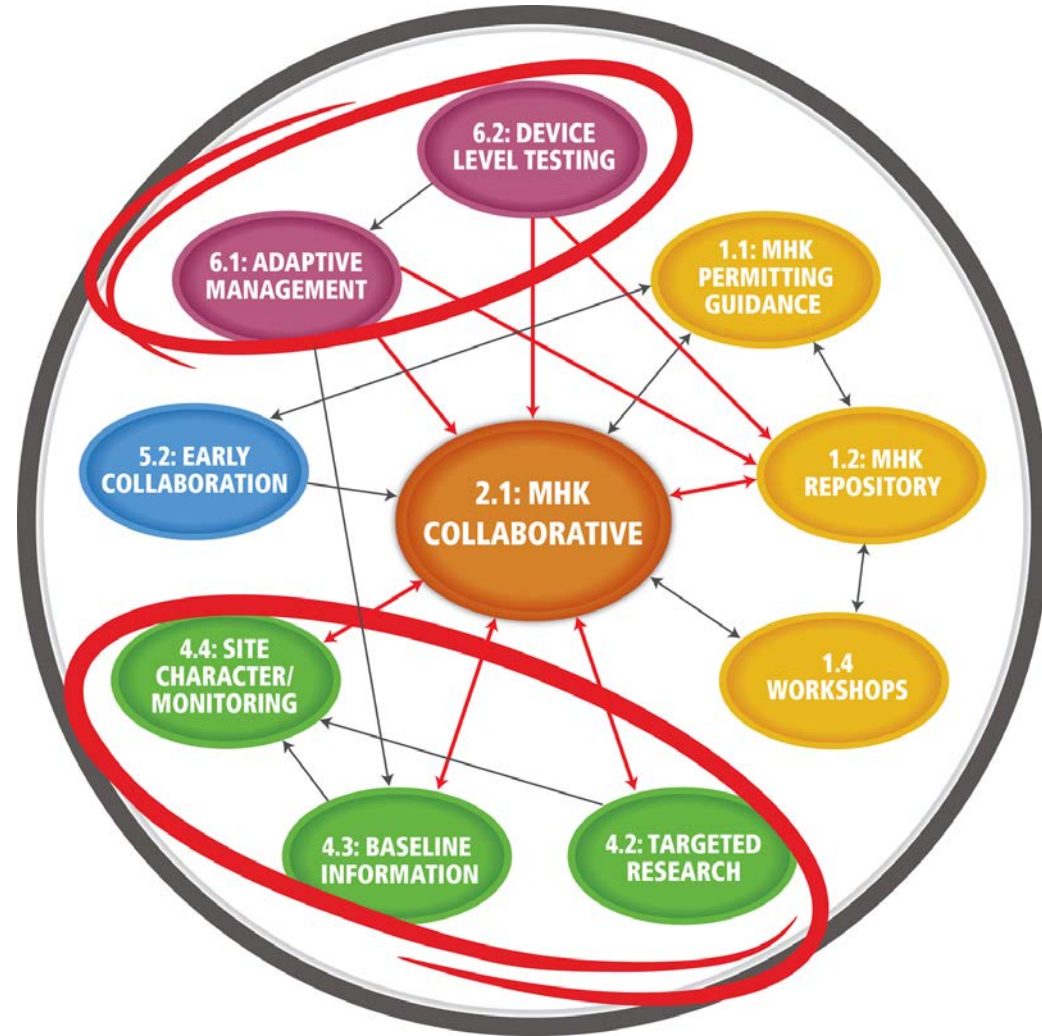 6.2: DEVICE
LEVEL TESTING
6.1: ADAPTIVE
MANAGEMENT
1.1: MHK
PERMITTING
GUIDANCE
5.2: EARLY
COLLABORATION
2.1: MHK
COLLABORATIVE
1.2: MHK
REPOSITORY
4.4: SITE
CHARACTER/
MONITORING
1.4
WORKSHOPS
4.3: BASELINE
INFORMATION
4.2: TARGETED
RESEARCH